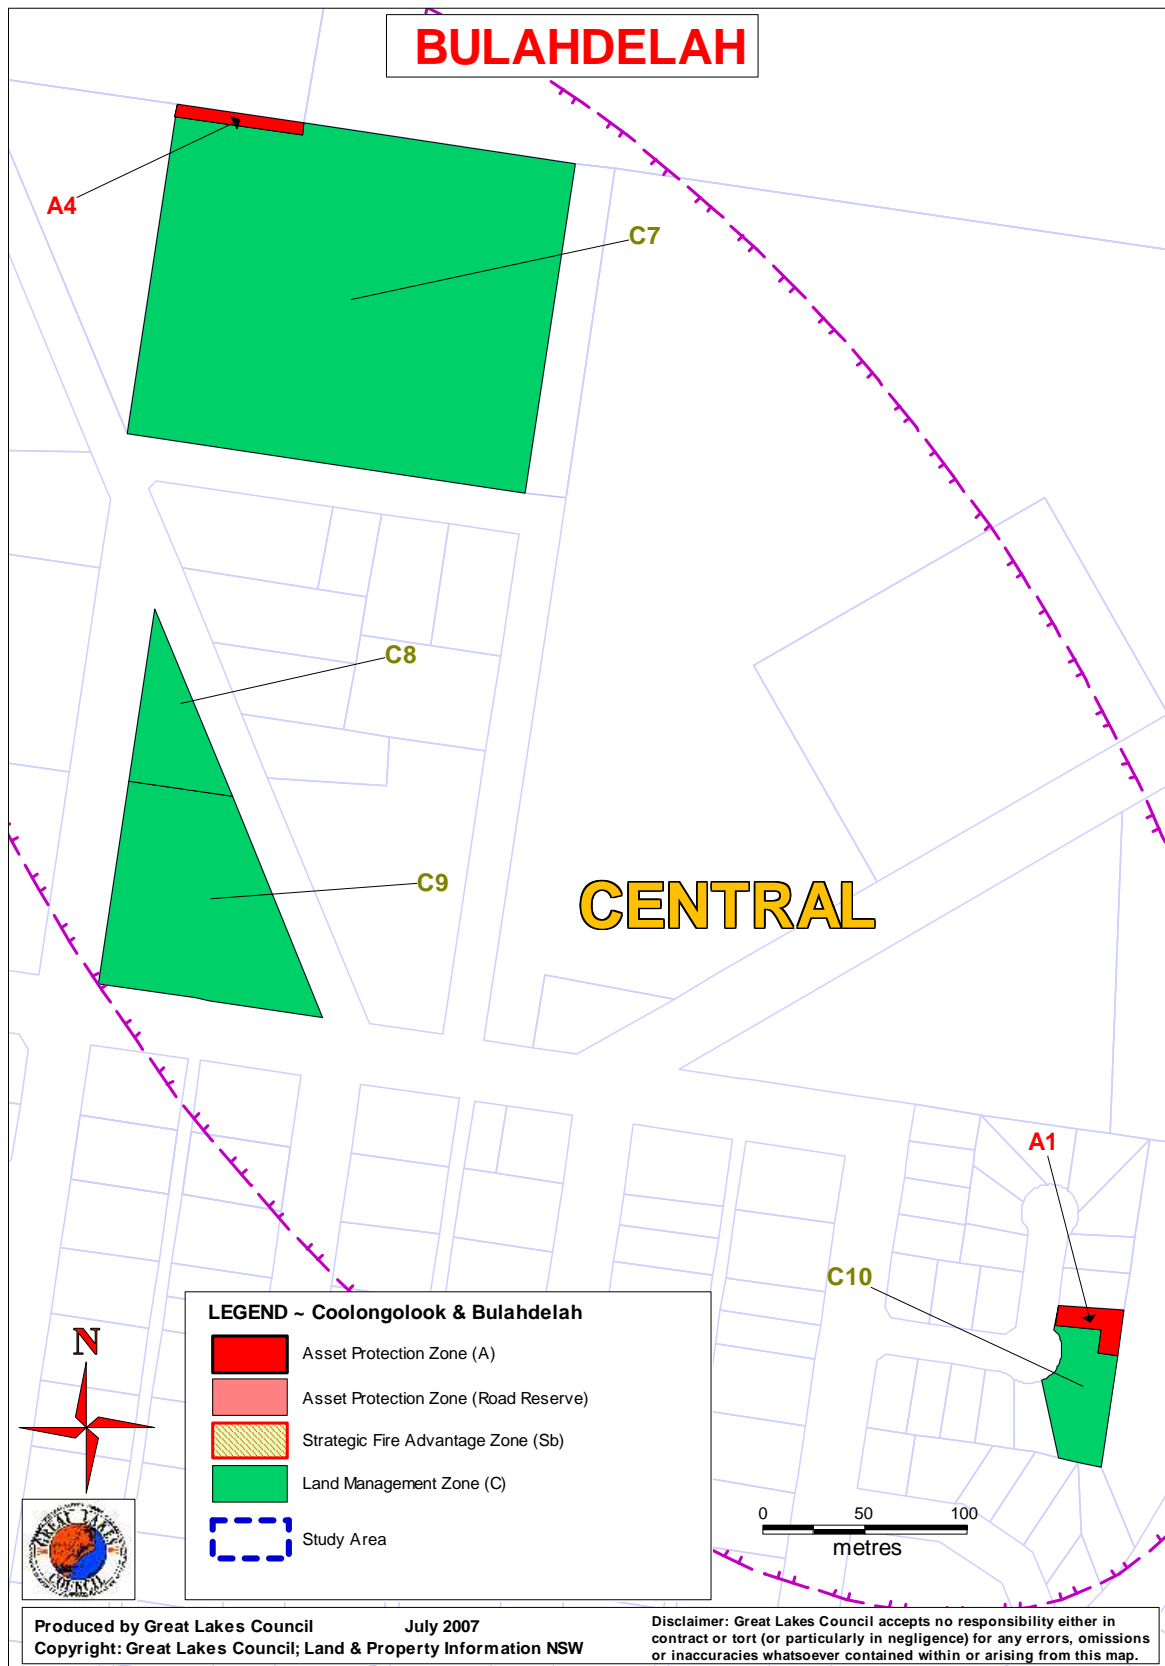 BULAHDELAH
A4
C7
C8
C9
CENTRAL
A1
C10
LEGEND ~ Coolongolook & Bulahdelah
Asset Protection Zone (A)
Asset Protection Zone (Road Reserve)
Strategic Fire Advantage Zone (Sb)
Land Management Zone (C)
Study Area
N
GREAT LAKES
COUNCIL
0 50 100
metres
Produced by Great Lakes Council July 2007
Copyright: Great Lakes Council; Land & Property Information NSW
Disclaimer: Great Lakes Council accepts no responsibility either in
contract or tort (or particularly in negligence) for any errors, omissions
or inaccuracies whatsoever contained within or arising from this map.